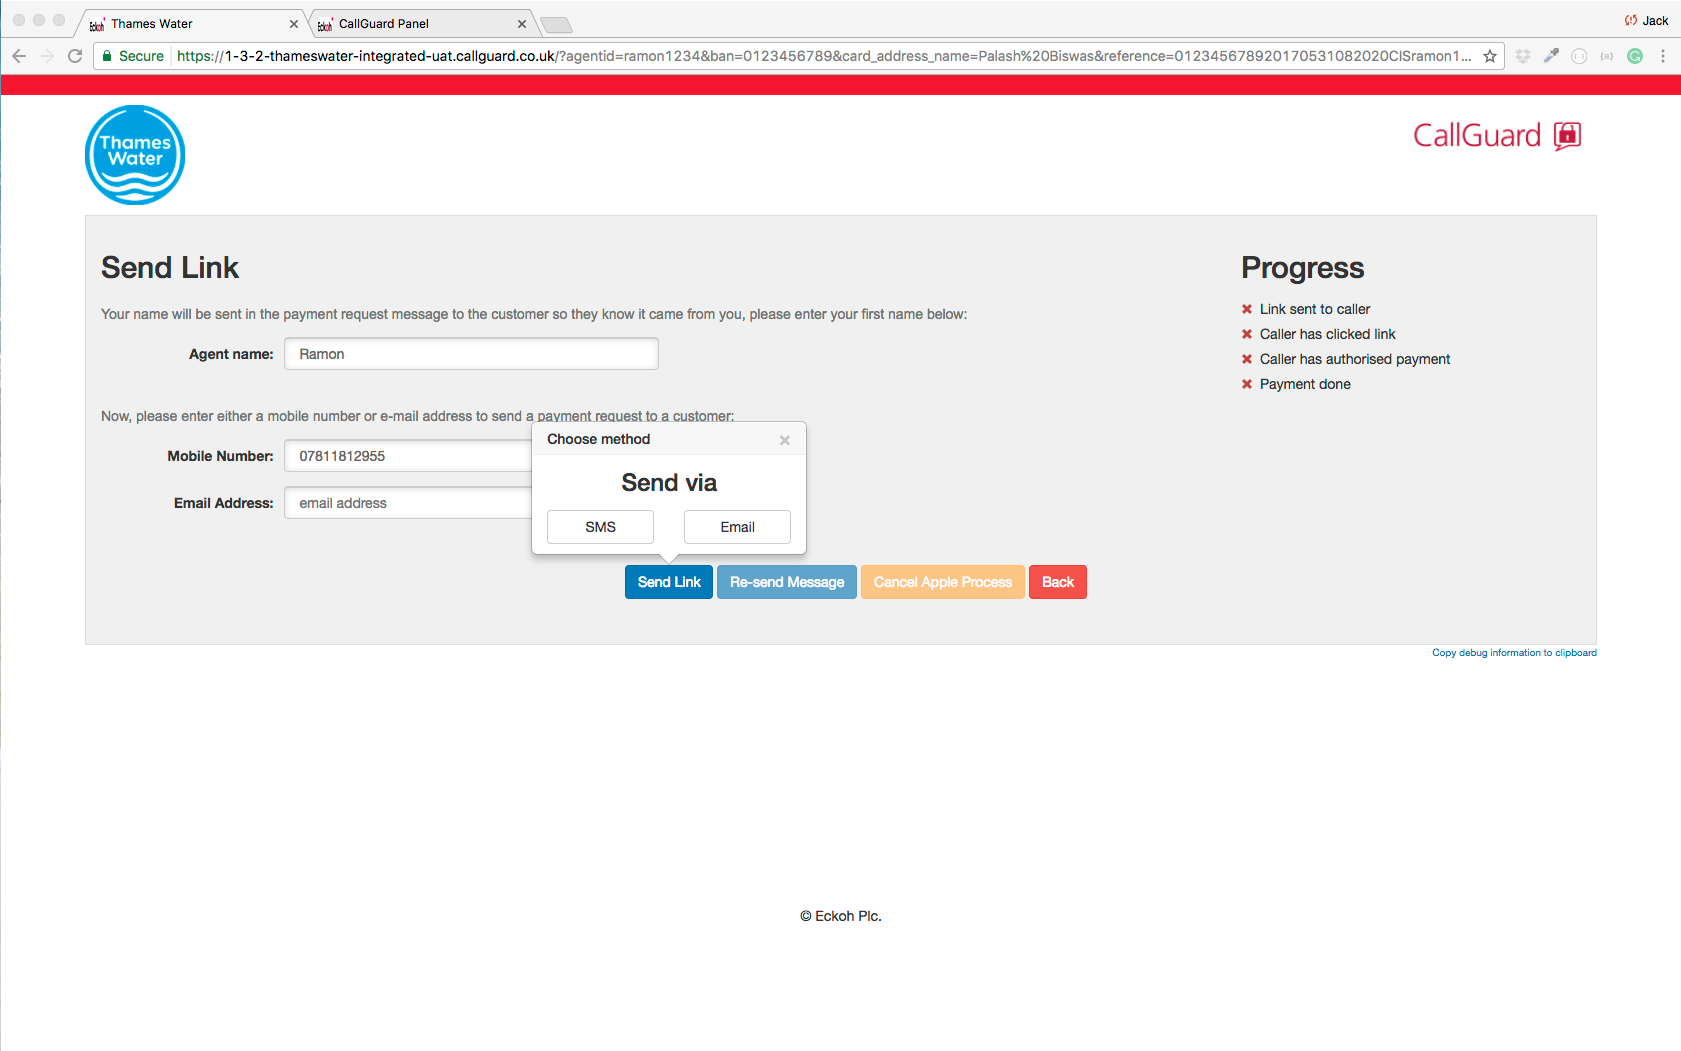 Eckoh Thames Water
Eckoh CallGuard Panel
Jack
Secure https://1-3-2-thameswater-integrated-uat.callguard.co.uk/?agentid=ramon1234&ban=0123456789&card_address_name=Palash%20Biswas&reference=012345678920170531082020CISramon1...
Thames
Water
CallGuard
Send Link
Your name will be sent in the payment request message to the customer so they know it came from you, please enter your first name below:
Agent name: Ramon
Now, please enter either a mobile number or e-mail address to send a payment request to a customer:
Mobile Number: 07811812955
Email Address: email address
Choose method
Send via
SMS Email
Send Link Re-send Message Cancel Apple Process Back
Progress
Link sent to caller
Caller has clicked link
Caller has authorised payment
Payment done
Copy debug information to clipboard
© Eckoh Plc.